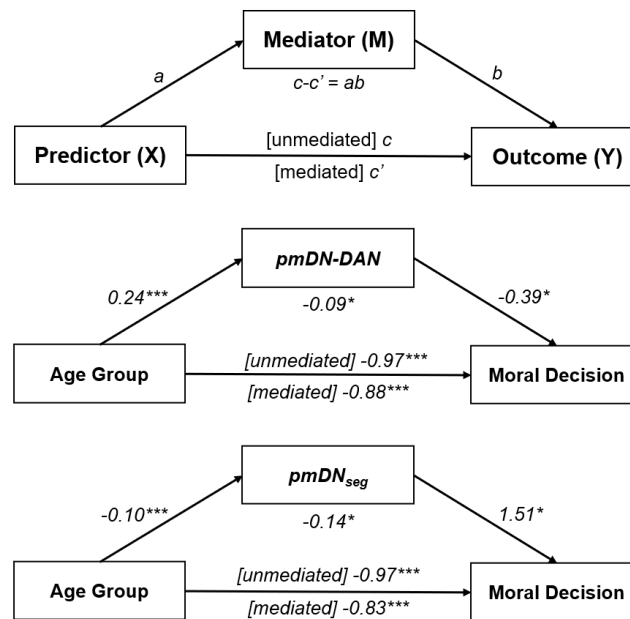 Mediator (M)
a
c-c' = ab
b
Predictor (X)
[unmediated] c
[mediated] c'
Outcome (Y)
pmDN-DAN
0.24***
-0.09*
-0.39*
Age Group
[unmediated] -0.97***
[mediated] -0.88***
Moral Decision
pmDNseg
-0.10***
-0.14*
1.51*
Age Group
[unmediated] -0.97***
[mediated] -0.83***
Moral Decision